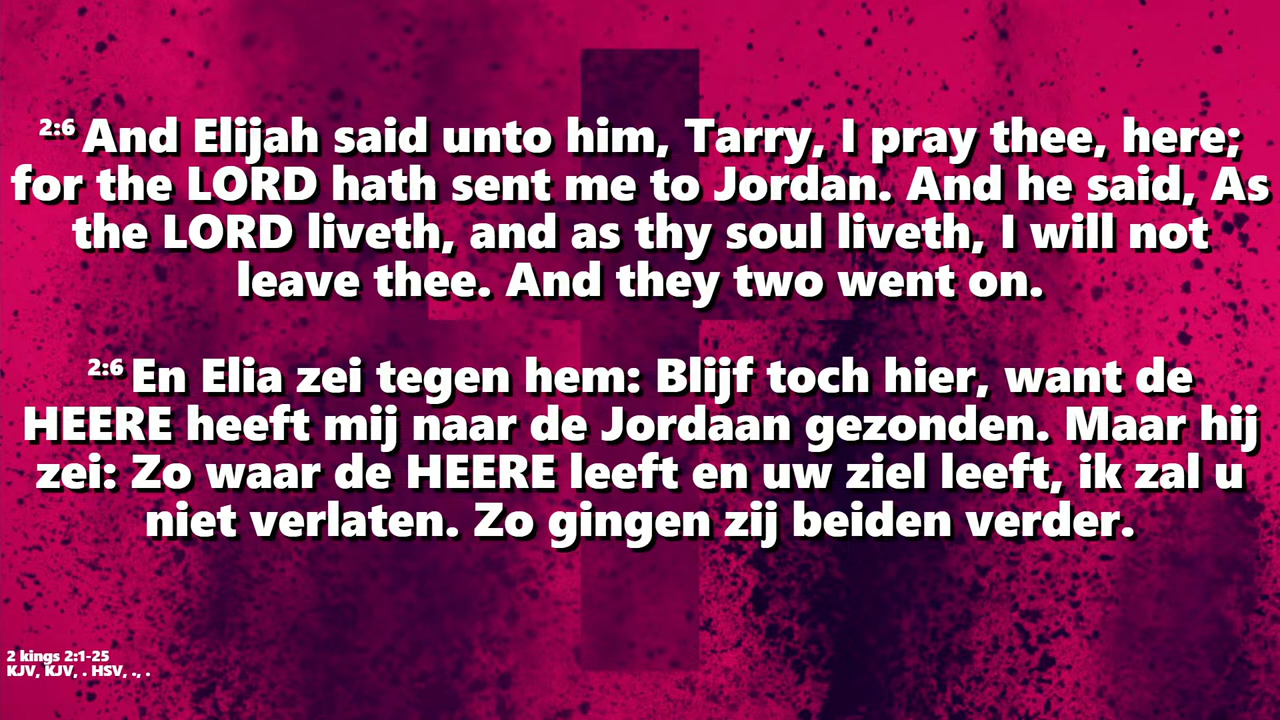 2:6 And Elijah said unto him, Tarry, I pray thee, here;
for the LORD hath sent me to Jordan. And he said, As
the LORD liveth, and as thy soul liveth, I will not
leave thee. And they two went on.
2:6 En Elia zei tegen hem: Blijf toch hier, want de
HEERE heeft mij naar de Jordaan gezonden. Maar hij
zei: Zo waar de HEERE leeft en uw ziel leeft, ik zal u
niet verlaten. Zo gingen zij beiden verder.
2 kings 2:1-25
KJV, KJV, . HSV, ., .